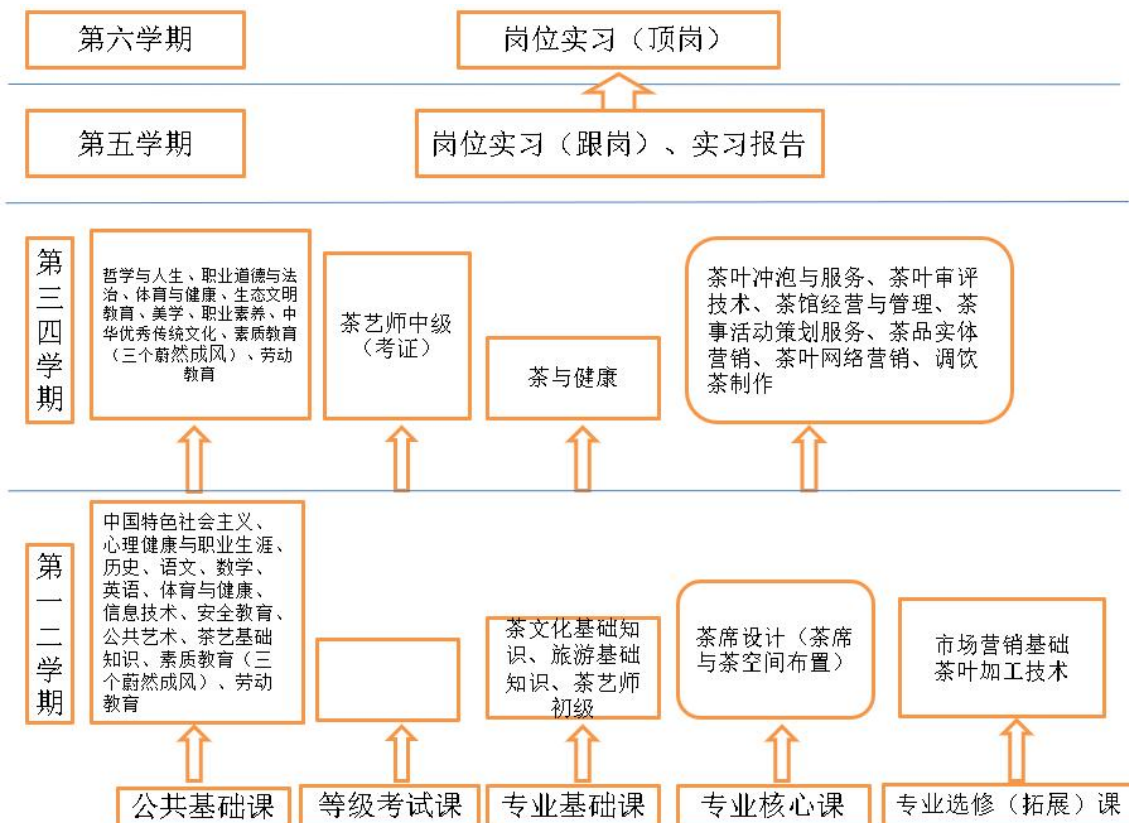 第六学期
岗位实习（顶岗）
第五学期
岗位实习（跟岗）、实习报告
第三四学期
哲学与人生、职业道德与法
治、体育与健康、生态文明
教育、美学、职业素养、中
华优秀传统文化、素质教育
（三个蔚然成风）、劳动
教育
茶艺师中级
（考证）
茶与健康
茶叶冲泡与服务、茶叶审评
技术、茶馆经营与管理、茶
事活动策划服务、茶品实体
营销、茶叶网络营销、调饮
茶制作
第一二学期
中国特色社会主义、
心理健康与职业生涯、
历史、语文、数学、
英语、体育与健康、
信息技术、安全教育、
公共艺术、茶艺基础
知识、素质教育（三
个蔚然成风）、劳动
教育
茶文化基础知
识、旅游基础
知识、茶艺师
初级
茶席设计（茶席
与茶空间布置）
市场营销基础
茶叶加工技术
公共基础课
等级考试课
专业基础课
专业核心课
专业选修（拓展）课